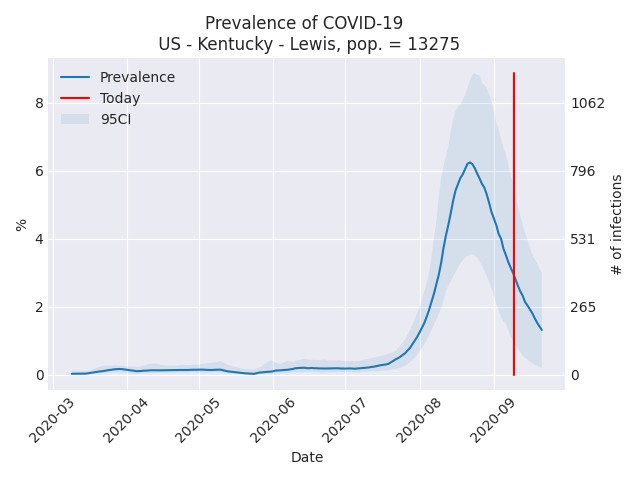 Prevalence of COVID-19
US - Kentucky - Lewis, pop. = 13275
Prevalence
Today
95CI
8
6
4
2
0
%
1062
796
531
265
0
# of infections
2020-03
2020-04
2020-05
2020-06
2020-07
2020-08
2020-09
Date